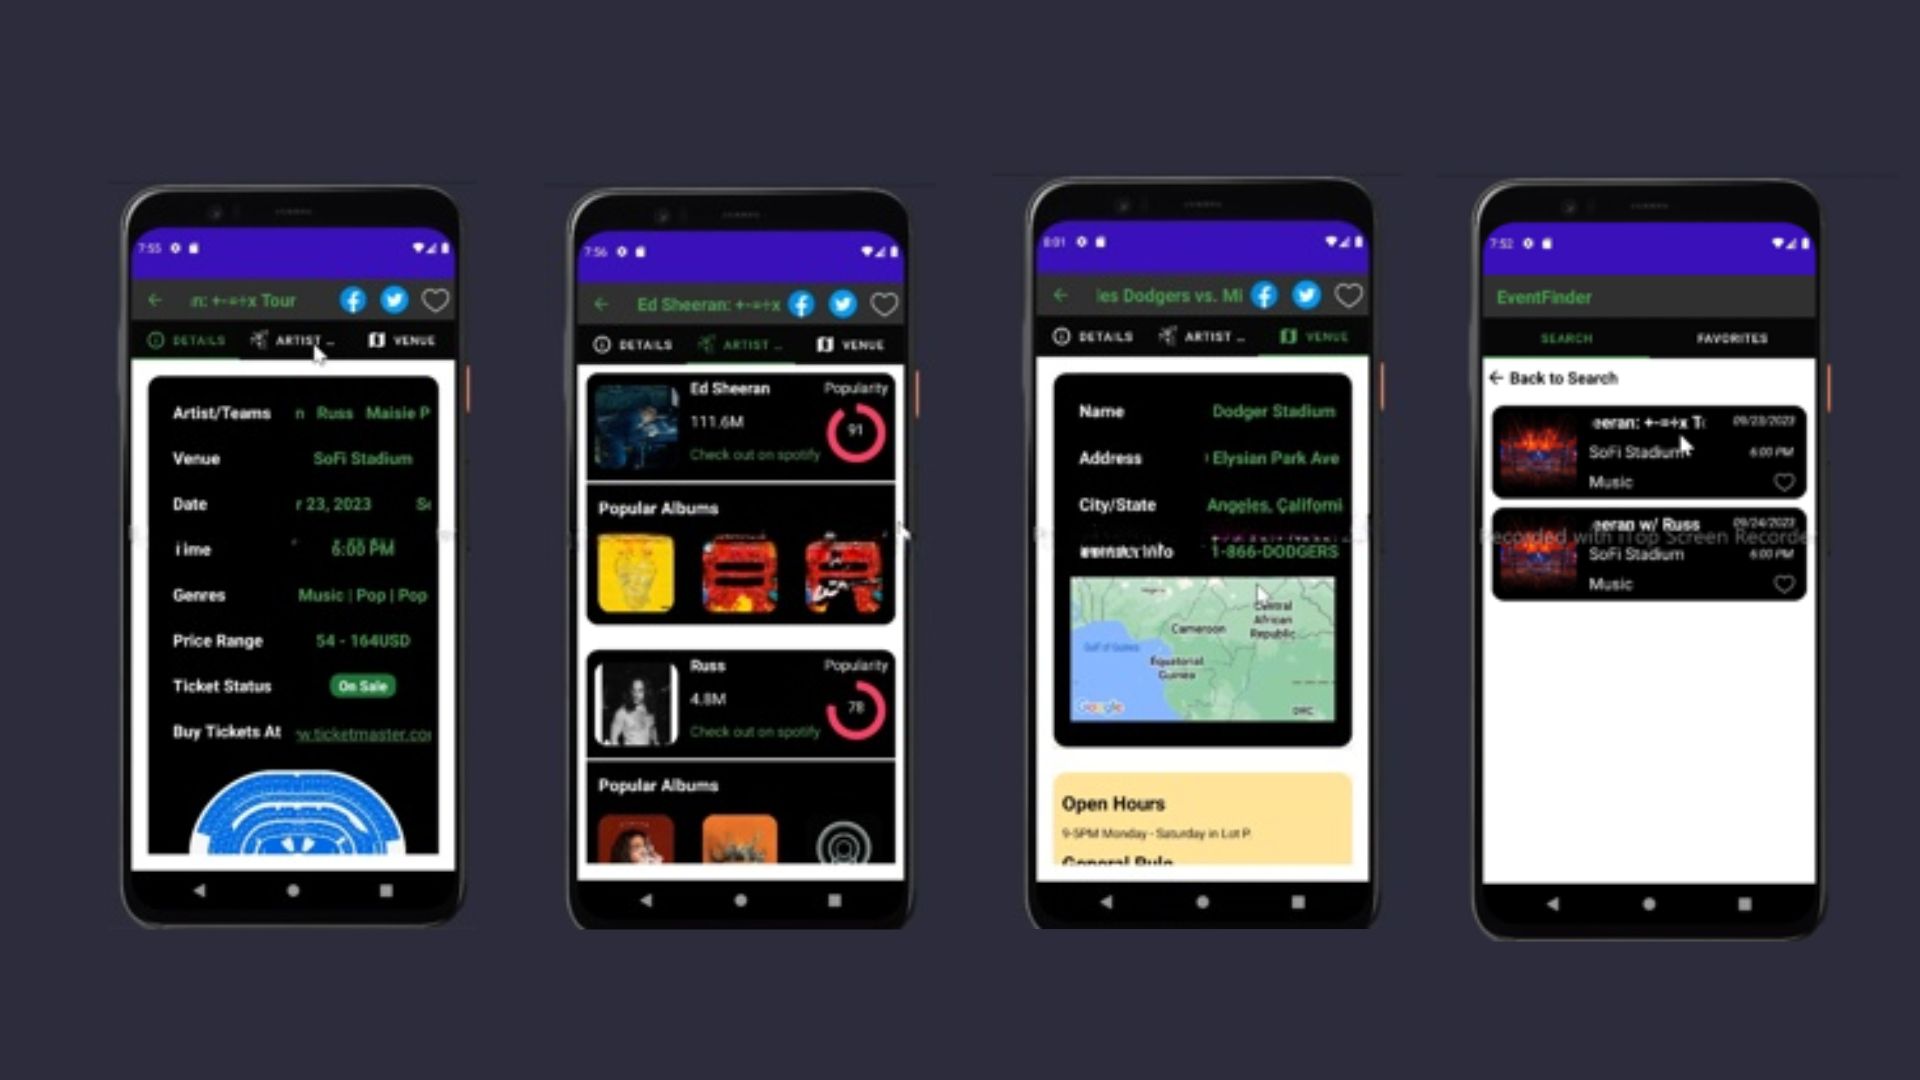 7:55
n: +-=÷x Tour
DETAILS ARTIST ... VENUE
Artist/Teams n Russ Maisie P
Venue SoFi Stadium
Date r 23, 2023 Se
Time 6:00 PM
Genres Music | Pop | Pop
Price Range 54 - 164USD
Ticket Status On Sale
Buy Tickets At w.ticketmaster.co
7:56
Ed Sheeran: +-=÷x
DETAILS ARTIST ... VENUE
Ed Sheeran Popularity
111.6M 91
Check out on spotify
Popular Albums
Russ Popularity
4.8M 78
Check out on spotify
Popular Albums
8:01
les Dodgers vs. Mi
DETAILS ARTIST ... VENUE
Name Dodger Stadium
Address Elysian Park Ave
City/State Angeles, Californi
Info 1-866-DODGERS
Nigeria
Central
African
Republic
Cameroon
Gulf of Guinea
Equatorial
Guinea
DRC
Google
Open Hours
9-5PM Monday - Saturday in Lot P
General Rule
7:52
EventFinder
SEARCH FAVORITES
Back to Search
eeran: +-=÷x T 09/23/2023
SoFi Stadium 6:00 PM
Music
eeran w/ Russ 09/24/2023
Recorded with iTop Screen Recorder
SoFi Stadium 6:00 PM
Music